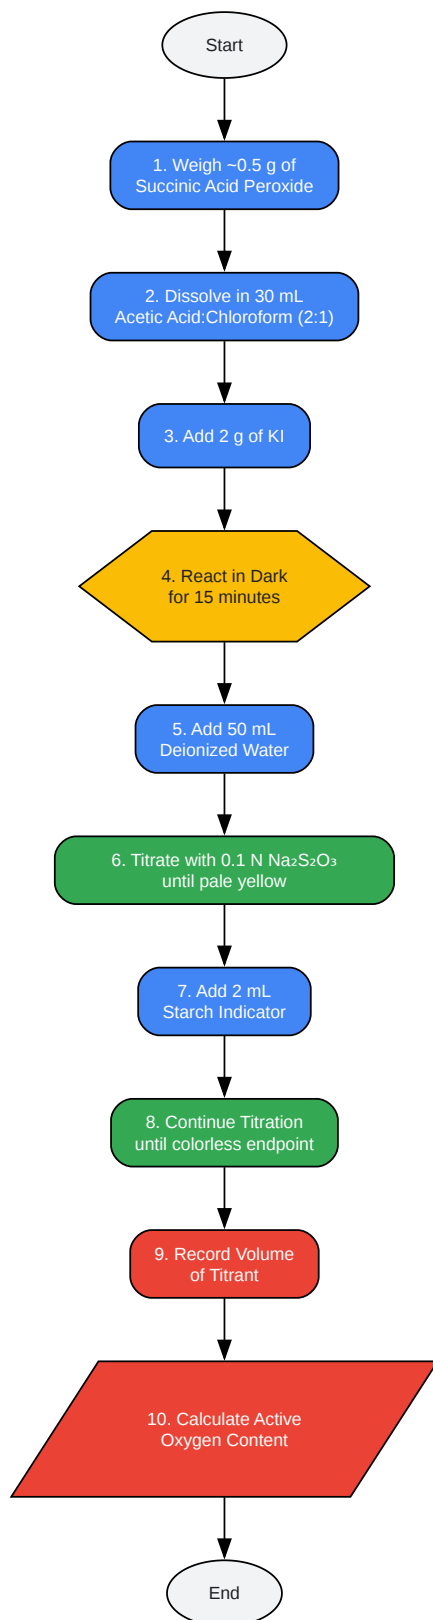 Start
1. Weigh ~0.5 g of
Succinic Acid Peroxide
2. Dissolve in 30 mL
Acetic Acid:Chloroform (2:1)
3. Add 2 g of KI
4. React in Dark
for 15 minutes
5. Add 50 mL
Deionized Water
6. Titrate with 0.1 N Na₂S₂O₃
until pale yellow
7. Add 2 mL
Starch Indicator
8. Continue Titration
until colorless endpoint
9. Record Volume
of Titrant
10. Calculate Active
Oxygen Content
End